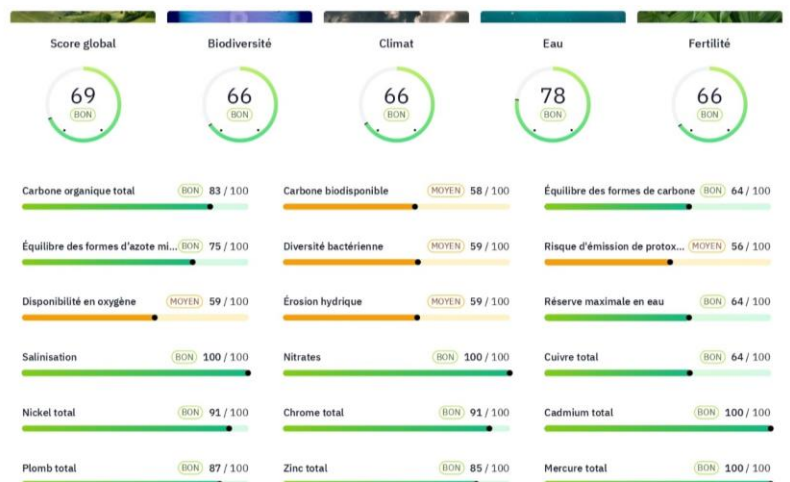 Score global
Biodiversité
Climat
Eau
Fertilité
69
BON
66
BON
66
BON
78
BON
66
BON
Carbone organique total BON 83 / 100
Carbone biodisponible MOYEN 58 / 100
Équilibre des formes de carbone BON 64 / 100
Équilibre des formes d'azote mi... BON 75 / 100
Diversité bactérienne MOYEN 59 / 100
Risque d'émission de protox... MOYEN 56 / 100
Disponibilité en oxygène MOYEN 59 / 100
Érosion hydrique MOYEN 59 / 100
Réserve maximale en eau BON 64 / 100
Salinisation BON 100 / 100
Nitrates BON 100 / 100
Cuivre total BON 64 / 100
Nickel total BON 91 / 100
Chrome total BON 91 / 100
Cadmium total BON 100 / 100
Plomb total BON 87 / 100
Zinc total BON 85 / 100
Mercure total BON 100 / 100